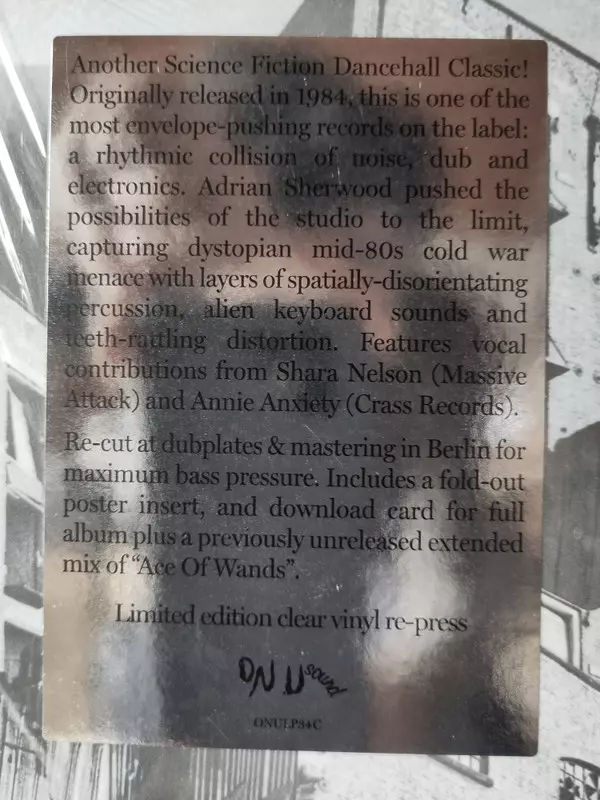 Another Science Fiction Dancehall Classic!
Originally released in 1984, this is one of the
most envelope-pushing records on the label:
a rhythmic collision of noise, dub and
electronics. Adrian Sherwood pushed the
possibilities of the studio to the limit,
capturing dystopian mid-80s cold war
menace with layers of spatially-disorientating
percussion, alien keyboard sounds and
teeth-rattling distortion. Features vocal
contributions from Shara Nelson (Massive
Attack) and Annie Anxiety (Crass Records).
Re-cut at dubplates & mastering in Berlin for
maximum bass pressure. Includes a fold-out
poster insert, and download card for full
album plus a previously unreleased extended
mix of “Ace Of Wands”.
Limited edition clear vinyl re-press
ON U sound
ONULP84C